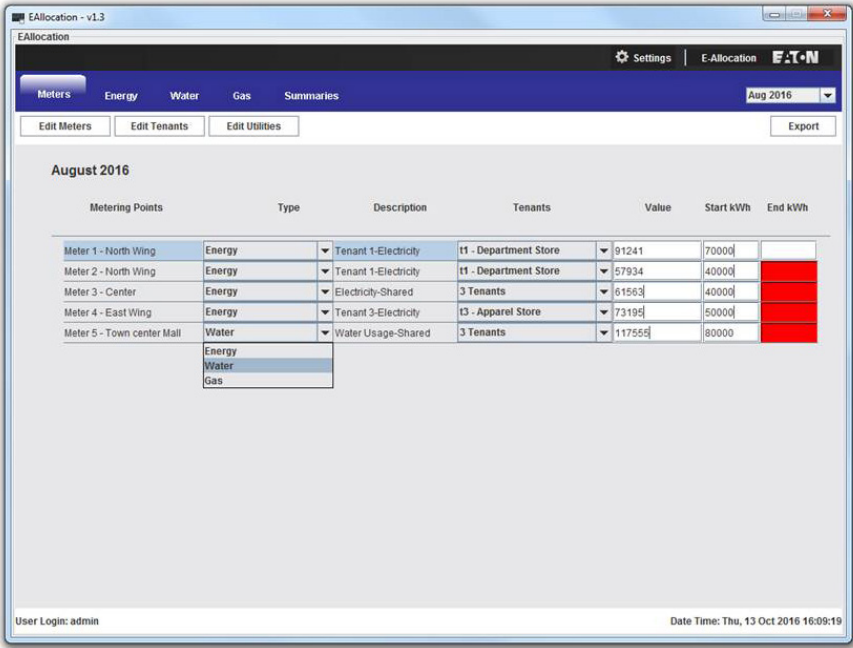 EAllocation - v1.3
EAllocation
Settings | E-Allocation EATON
Meters Energy Water Gas Summaries Aug 2016
Edit Meters Edit Tenants Edit Utilities Export
August 2016
Metering Points Type Description Tenants Value Start kWh End kWh
Meter 1 - North Wing Energy Tenant 1-Electricity t1 - Department Store 91241 70000
Meter 2 - North Wing Energy Tenant 1-Electricity t1 - Department Store 57934 40000
Meter 3 - Center Energy Electricity-Shared 3 Tenants 61563 40000
Meter 4 - East Wing Energy Tenant 3-Electricity t3 - Apparel Store 73195 50000
Meter 5 - Town center Mall Water Water Usage-Shared 3 Tenants 117555 80000
Energy
Water
Gas
User Login: admin Date Time: Thu, 13 Oct 2016 16:09:19